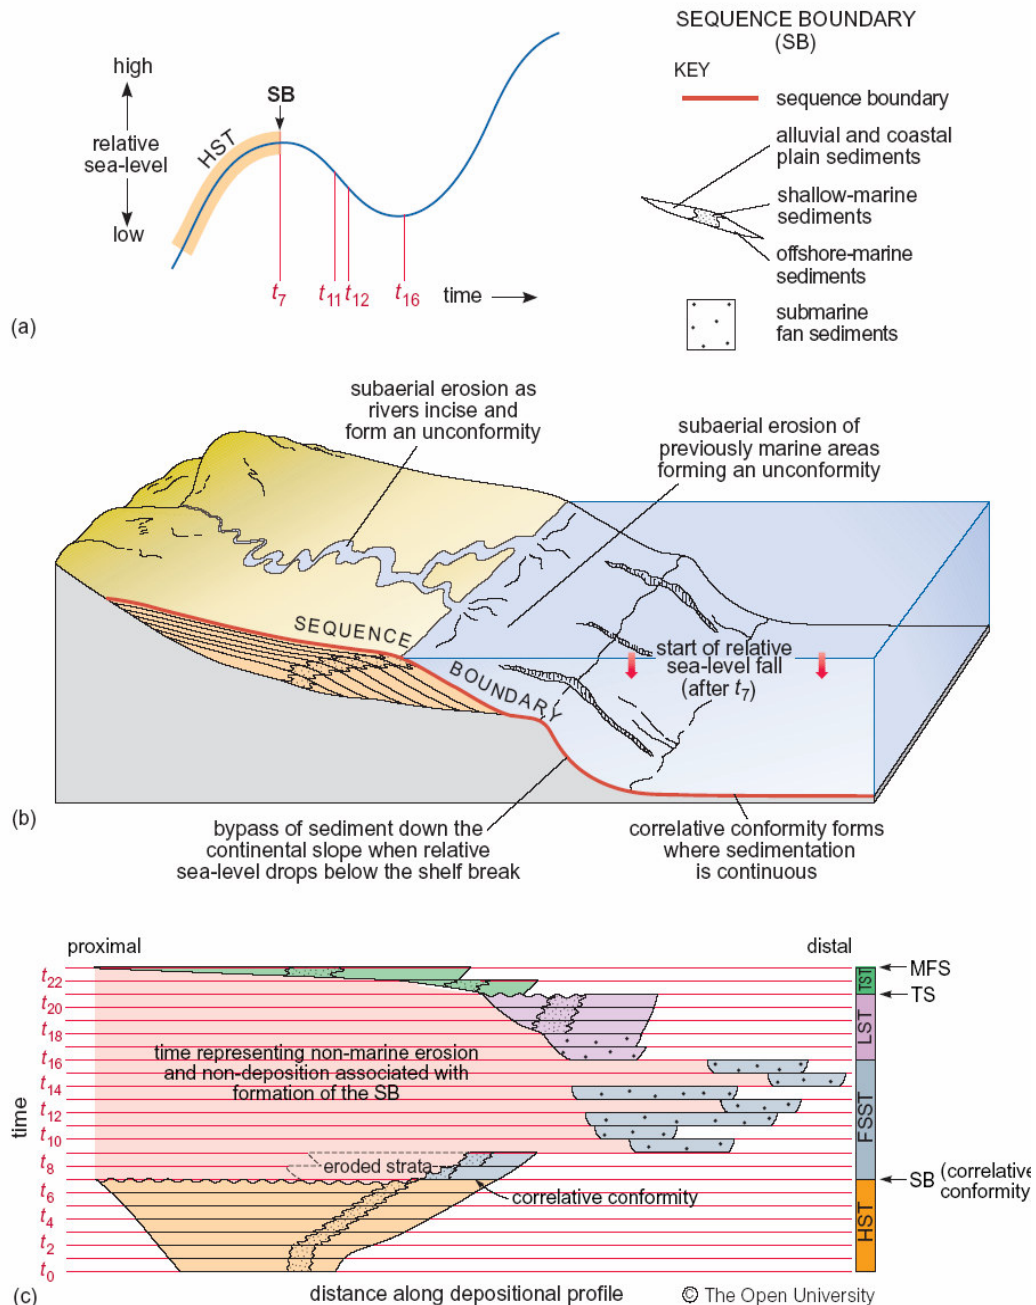 high
relative
sea-level
low
HST
SB
t7
t11
t12
t16
time
(a)
SEQUENCE BOUNDARY
(SB)
KEY
sequence boundary
alluvial and coastal
plain sediments
shallow-marine
sediments
offshore-marine
sediments
submarine
fan sediments
subaerial erosion as
rivers incise and
form an unconformity
subaerial erosion of
previously marine areas
forming an unconformity
SEQUENCE
BOUNDARY
start of relative
sea-level fall
(after t7)
(b)
bypass of sediment down the
continental slope when relative
sea-level drops below the shelf break
correlative conformity forms
where sedimentation
is continuous
proximal
distal
time
t22
t20
t18
t16
t14
t12
t10
t8
t6
t4
t2
t0
time representing non-marine erosion
and non-deposition associated with
formation of the SB
eroded strata
correlative conformity
TST
LST
FSST
HST
MFS
TS
SB (correlative
conformity)
(c)
distance along depositional profile
© The Open University